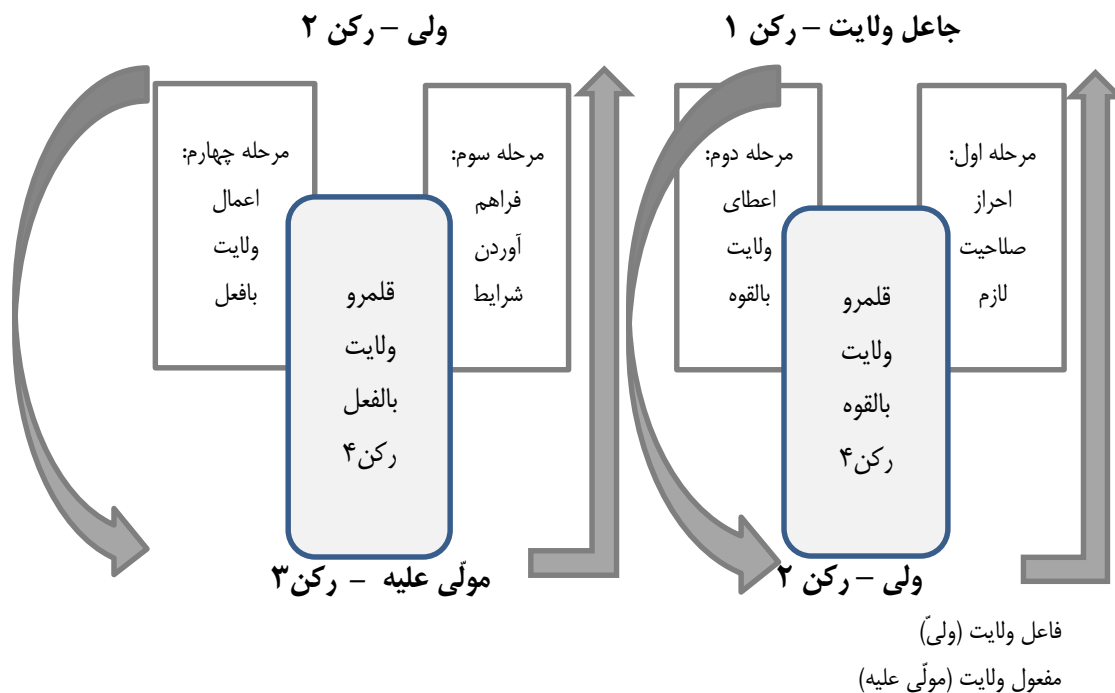 جاعل ولایت – رکن ۱
مرحله اول:
احراز
صلاحیت
لازم
مرحله دوم:
اعطای
ولایت
بالقوه
قلمرو
ولایت
بالقوه
رکن۴
ولی – رکن ۲
ولی – رکن ۲
مرحله سوم:
فراهم
آوردن
شرایط
مرحله چهارم:
اعمال
ولایت
بافعل
قلمرو
ولایت
بالفعل
رکن۴
مولّی علیه – رکن۳
فاعل ولایت (ولیّ)
مفعول ولایت (مولّی علیه)